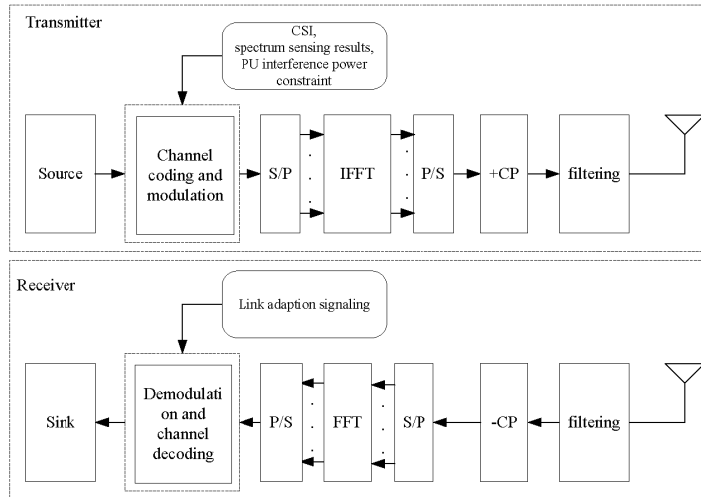 Transmitter
CSI,
spectrum sensing results,
PU interference power
constraint
Source
Channel
coding and
modulation
S/P
IFFT
P/S
+CP
filtering
Receiver
Link adaption signaling
Sink
Demodulati
on and
channel
decoding
P/S
FFT
S/P
-CP
filtering